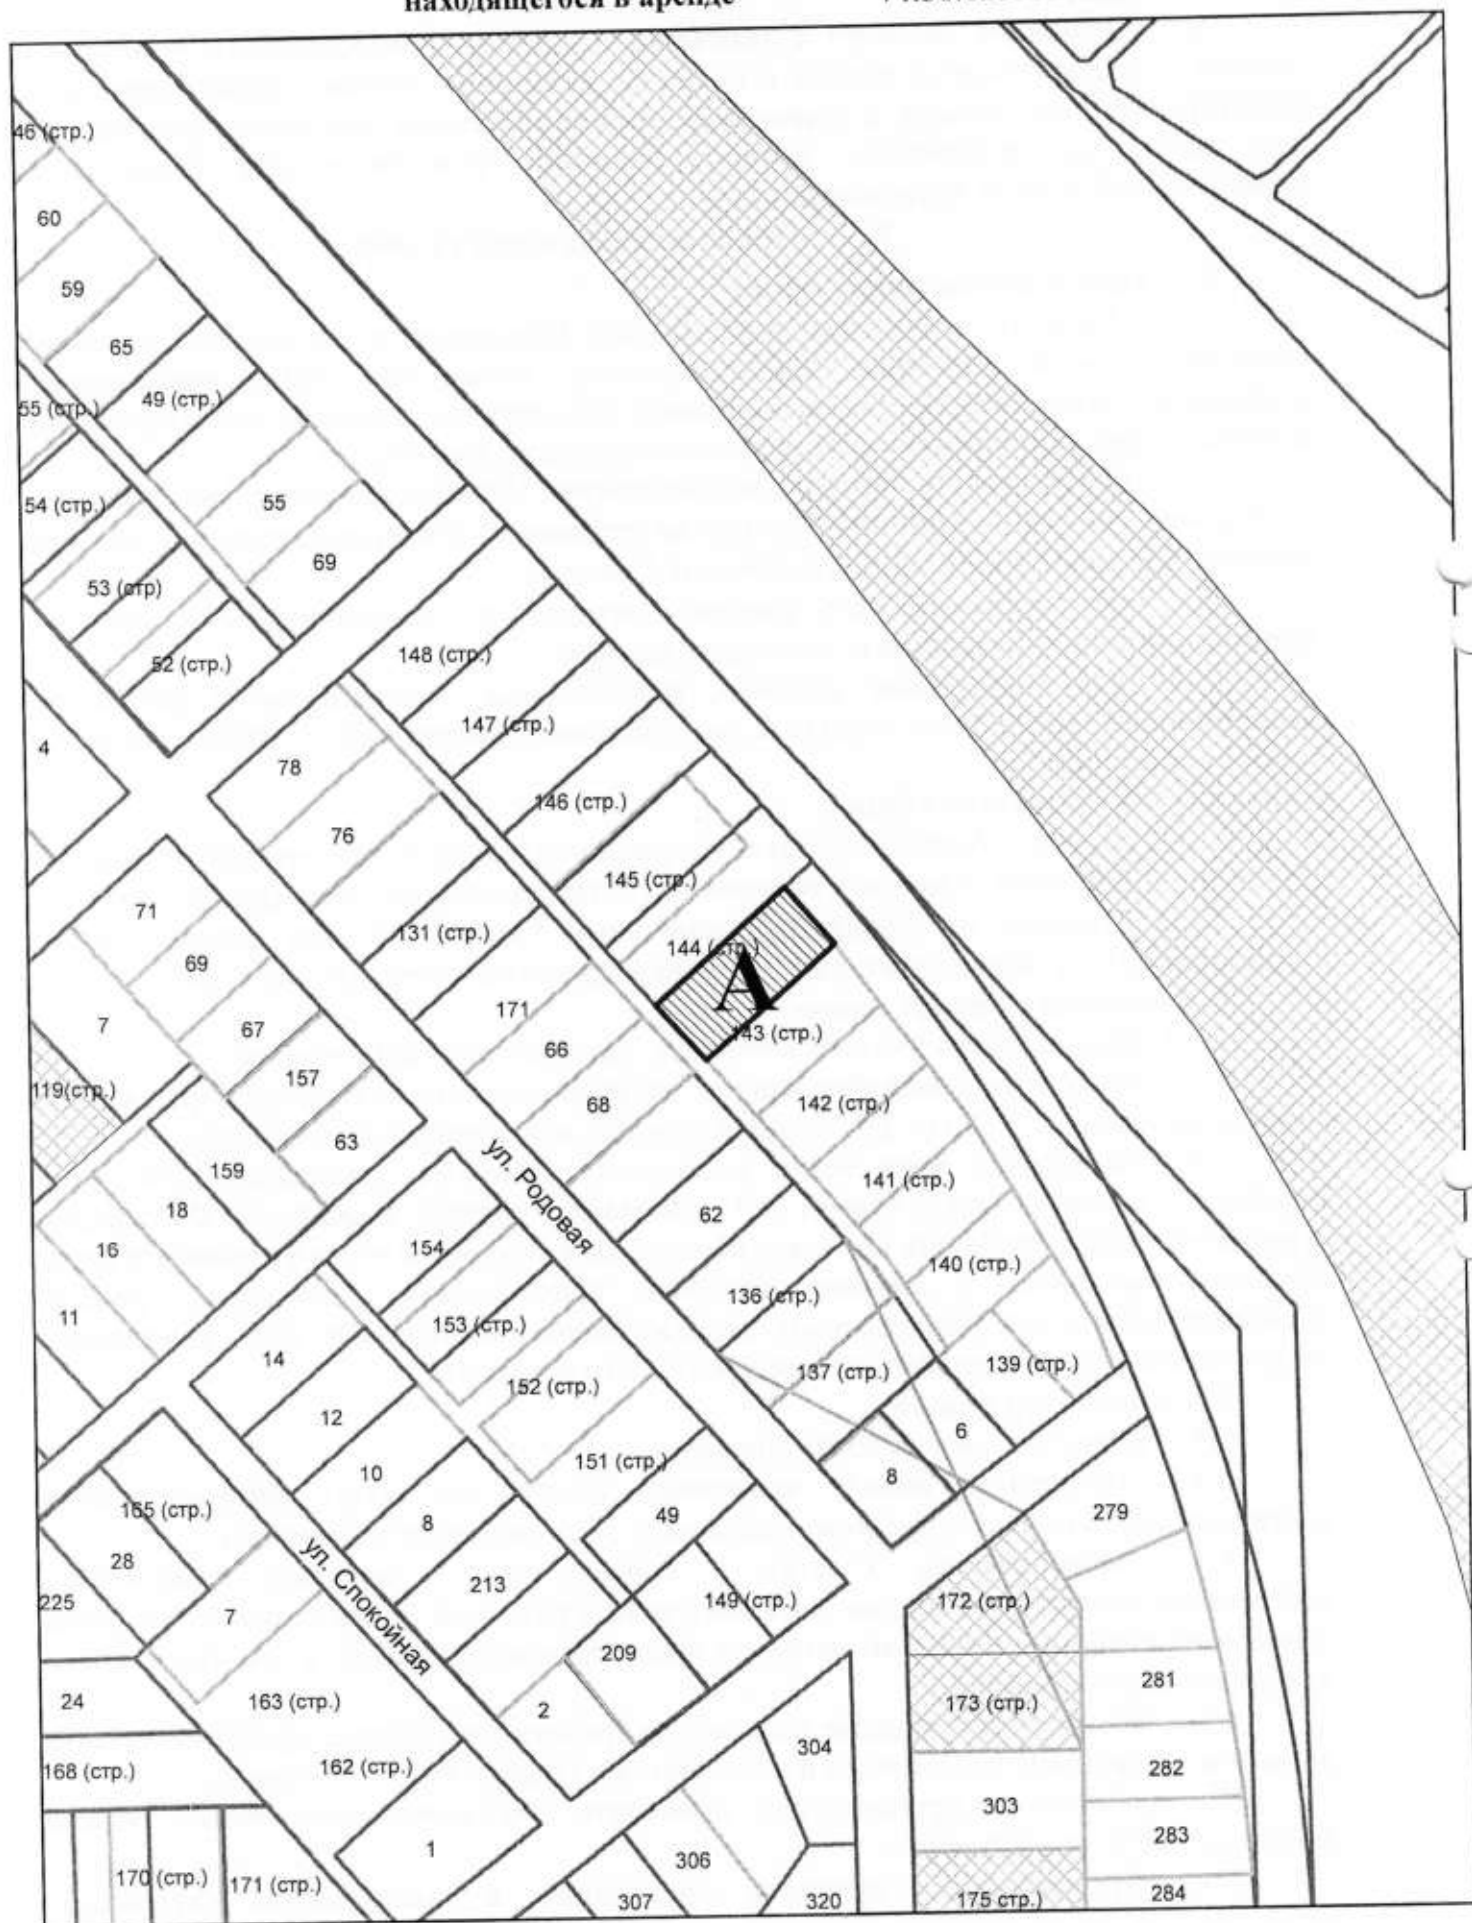 находящегося в аренде
46 (стр.)
60
59
65
55 (стр.)
49 (стр.)
54 (стр.)
55
69
53 (стр)
52 (стр.)
148 (стр.)
147 (стр.)
4
78
146 (стр.)
76
145 (стр.)
71
131 (стр.)
144 (стр.)
69
А
171
7
67
143 (стр.)
66
157
119(стр.)
68
142 (стр.)
63
159
141 (стр.)
ул. Родовая
18
62
154
16
140 (стр.)
136 (стр.)
11
153 (стр.)
14
139 (стр.)
137 (стр.)
152 (стр.)
12
6
151 (стр.)
10
8
165 (стр.)
279
49
8
28
ул. Спокойная
213
225
172 (стр.)
149 (стр.)
7
209
281
24
163 (стр.)
173 (стр.)
2
304
168 (стр.)
162 (стр.)
282
303
283
1
306
170 (стр.)
171 (стр.)
284
307
320
175 стр.)